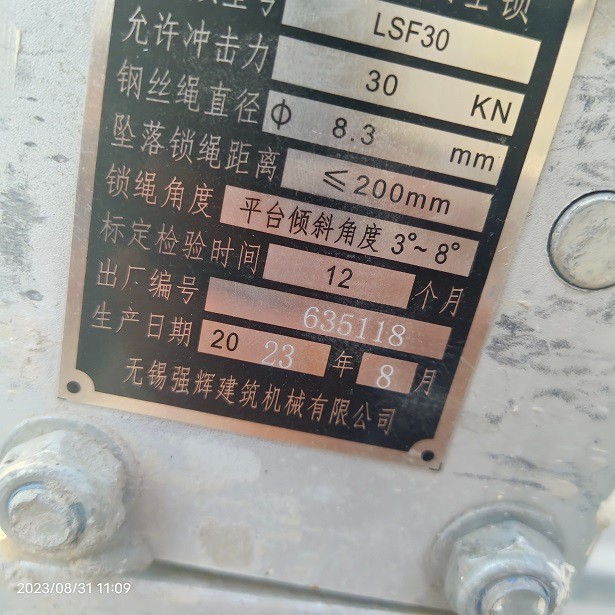 型号 LSF30
允许冲击力 30 KN
钢丝绳直径 ф 8.3 mm
坠落锁绳距离 ≤200mm
锁绳角度 平台倾斜角度 3°~8°
标定检验时间 12 个月
出厂编号 635118
生产日期 2023 年 8 月
无锡强辉建筑机械有限公司
2023/08/31 11:09